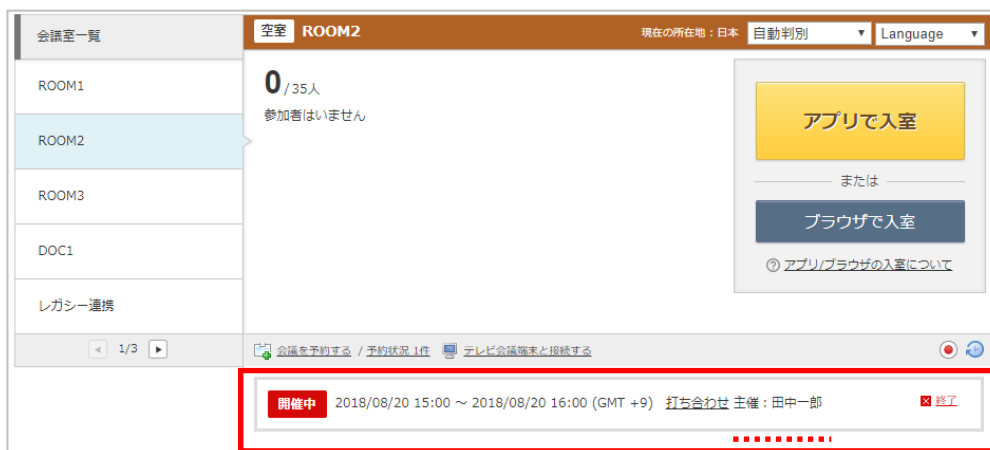 会議室一覧
ROOM1
ROOM2
ROOM3
DOC1
レガシー連携
1/3
空室 ROOM2 現在の所在地：日本 自動判別 Language
0/35人
参加者はいません
アプリで入室
または
ブラウザで入室
アプリ/ブラウザの入室について
会議を予約する / 予約状況 1件 テレビ会議端末と接続する
開催中 2018/08/20 15:00 ～ 2018/08/20 16:00 (GMT +9) 打ち合わせ 主催：田中一郎 終了